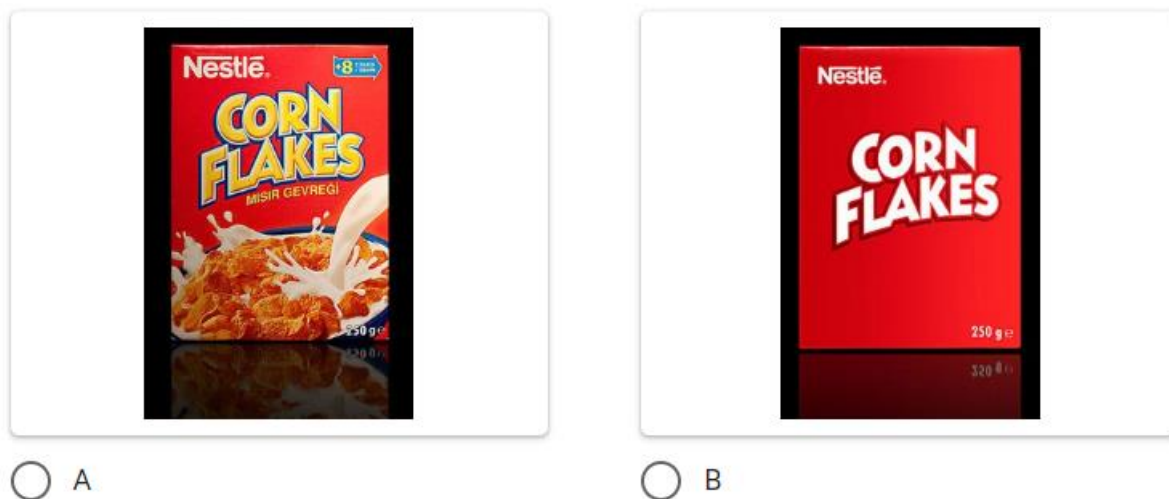 Nestlé.
+8
CORN
FLAKES
MISIR GEVREĞİ
250 g e
Nestlé.
CORN
FLAKES
250 g e
A
B